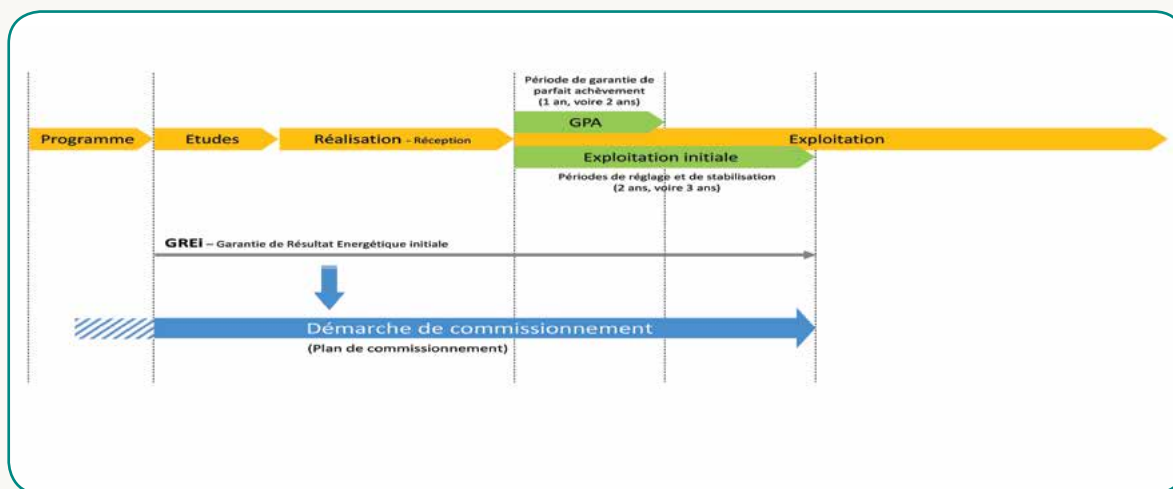 Période de garantie de
parfait achèvement
(1 an, voire 2 ans)
GPA
Programme
Etudes
Réalisation - Réception
Exploitation
Exploitation initiale
Périodes de réglage et de stabilisation
(2 ans, voire 3 ans)
GREi – Garantie de Résultat Energétique initiale
Démarche de commissionnement
(Plan de commissionnement)